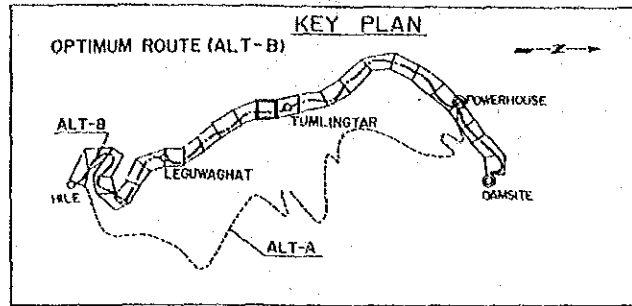 KEY PLAN
OPTIMUM ROUTE (ALT-B)
Z
POWERHOUSE
TUMLINGTAR
ALT-B
LEGUWAGHAT
DAMSITE
HILE
ALT-A